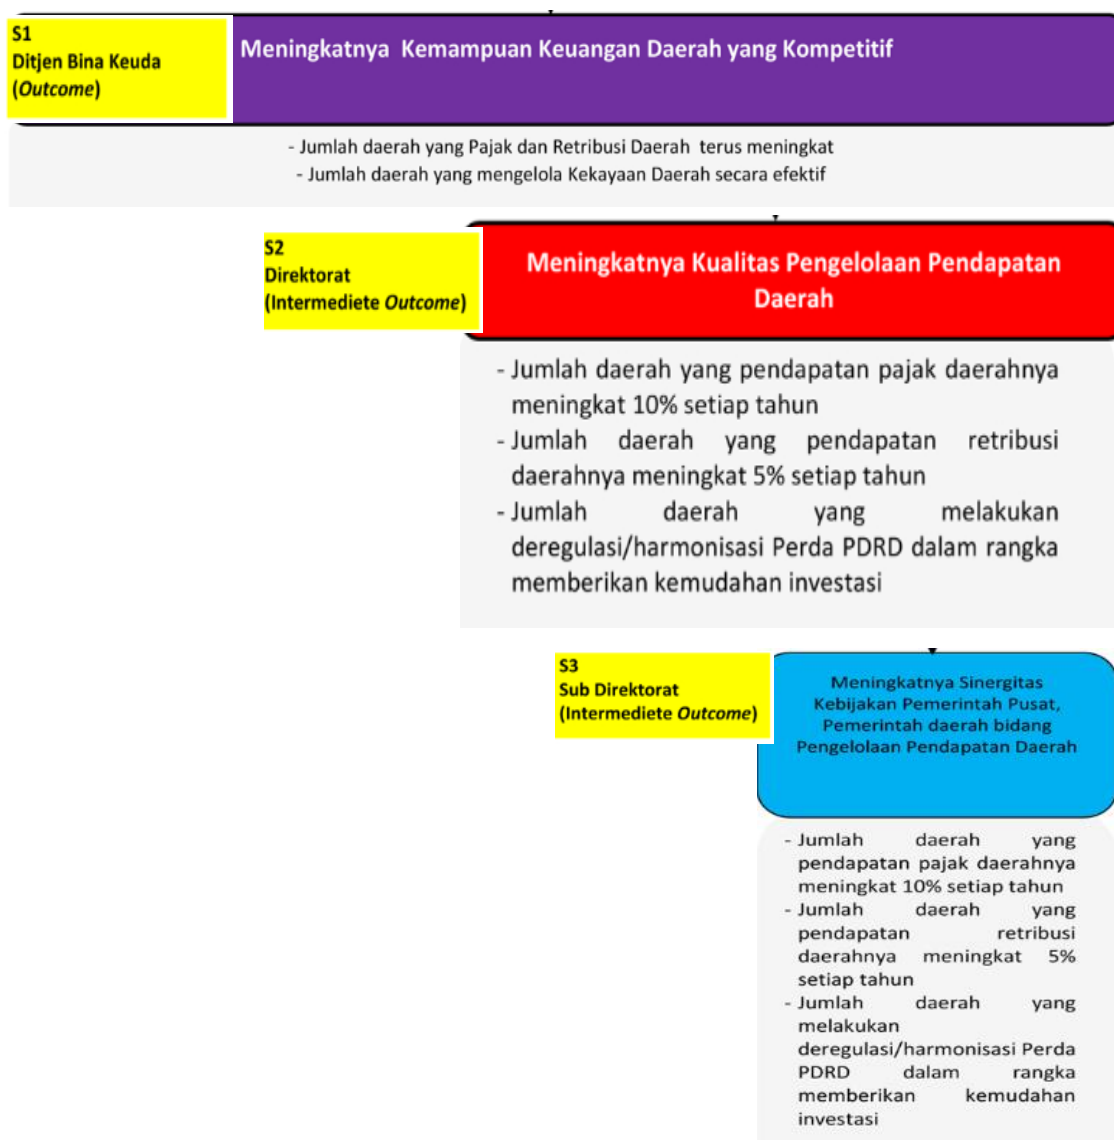 S1
Ditjen Bina Keuda
(Outcome)
Meningkatnya Kemampuan Keuangan Daerah yang Kompetitif
- Jumlah daerah yang Pajak dan Retribusi Daerah terus meningkat
- Jumlah daerah yang mengelola Kekayaan Daerah secara efektif
S2
Direktorat
(Intermediete Outcome)
Meningkatnya Kualitas Pengelolaan Pendapatan
Daerah
- Jumlah daerah yang pendapatan pajak daerahnya
meningkat 10% setiap tahun
- Jumlah daerah yang pendapatan retribusi
daerahnya meningkat 5% setiap tahun
- Jumlah daerah yang melakukan
deregulasi/harmonisasi Perda PDRD dalam rangka
memberikan kemudahan investasi
S3
Sub Direktorat
(Intermediete Outcome)
Meningkatnya Sinergitas
Kebijakan Pemerintah Pusat,
Pemerintah daerah bidang
Pengelolaan Pendapatan Daerah
- Jumlah daerah yang
pendapatan pajak daerahnya
meningkat 10% setiap tahun
- Jumlah daerah yang
pendapatan retribusi
daerahnya meningkat 5%
setiap tahun
- Jumlah daerah yang
melakukan
deregulasi/harmonisasi Perda
PDRD dalam rangka
memberikan kemudahan
investasi